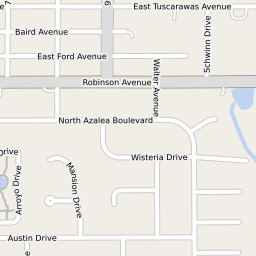 East Tuscarawas Avenue
Baird Avenue
Schwinn Drive
East Ford Avenue
Walter Avenue
Robinson Avenue
North Azalea Boulevard
Drive
Wisteria Drive
Arroyo Drive
Mansion Drive
Austin Drive